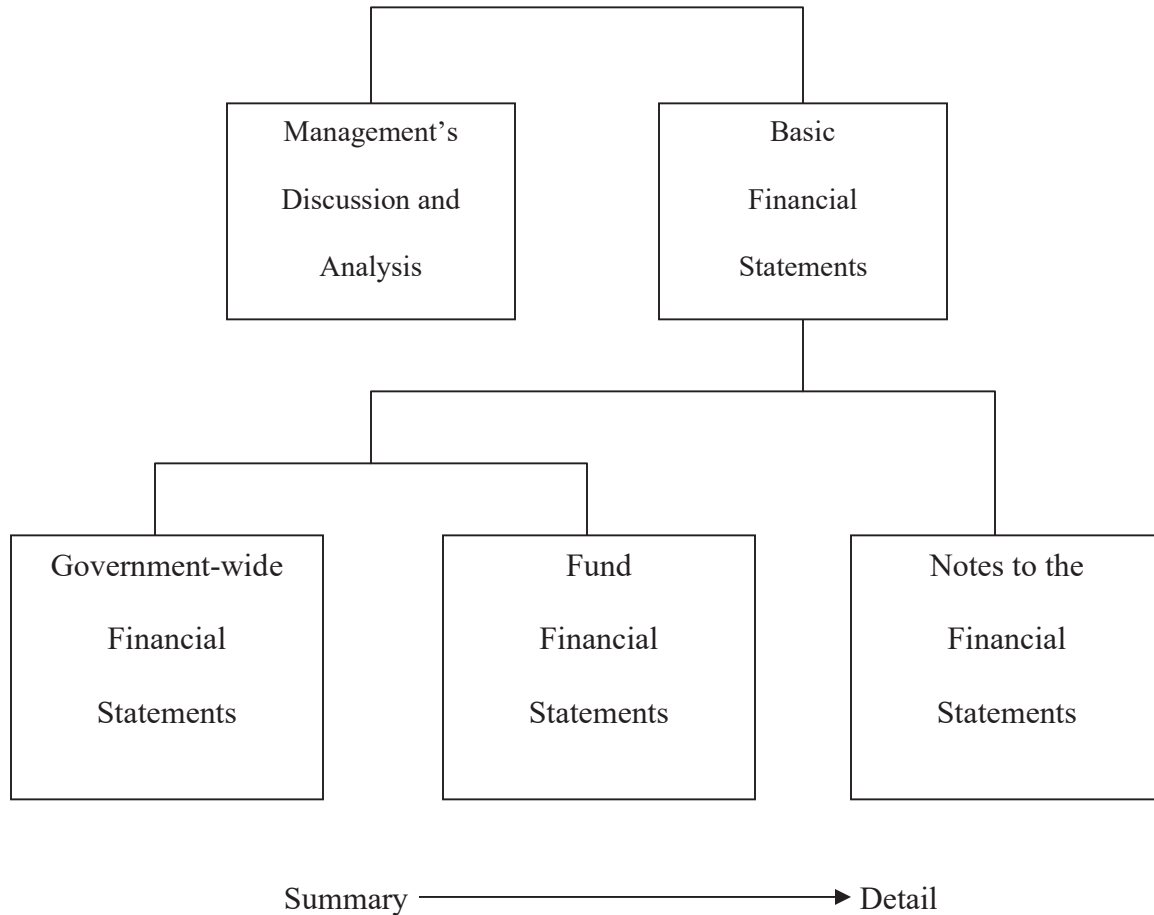 Management’s
Discussion and
Analysis
Basic
Financial
Statements
Government-wide
Financial
Statements
Fund
Financial
Statements
Notes to the
Financial
Statements
Summary
Detail